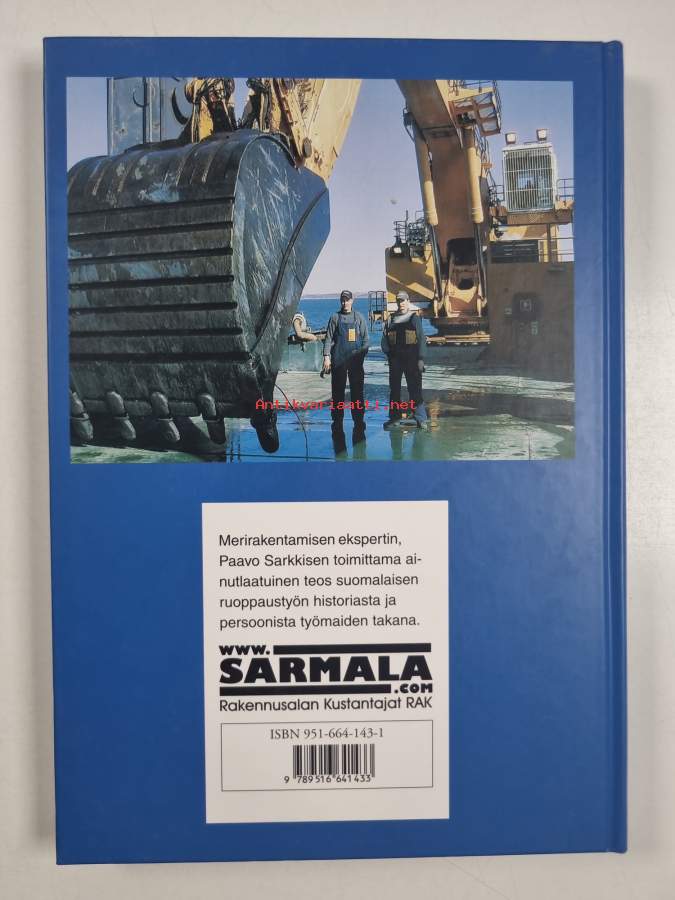 Antikvariaatti.net
Merirakentamisen ekspertin,
Paavo Sarkkisen toimittama ai-
nutlaatuinen teos suomalaisen
ruoppaustyön historiasta ja
persoonista työmaiden takana.
www.
SARMALA
.COM
Rakennusalan Kustantajat RAK
ISBN 951-664-143-1
9 789516 641433